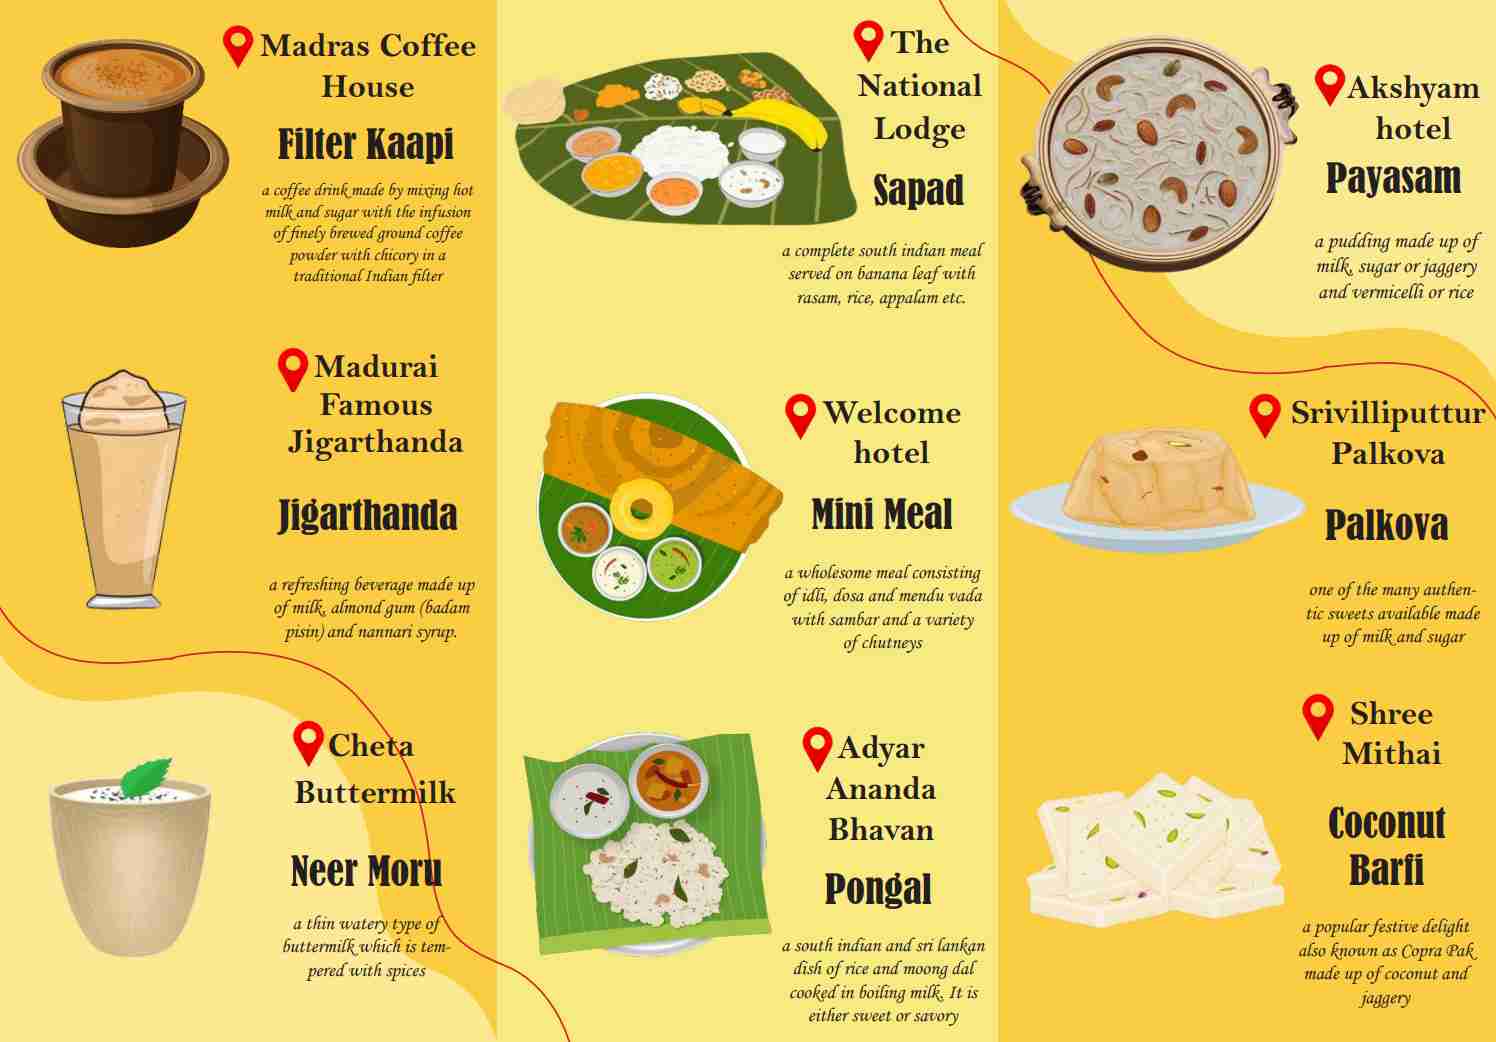 Madras Coffee
House
Filter Kaapi
a coffee drink made by mixing hot
milk and sugar with the infusion
of finely brewed ground coffee
powder with chicory in a
traditional Indian filter
Madurai
Famous
Jigarthanda
Jigarthanda
a refreshing beverage made up
of milk, almond gum (badam
pisin) and nannari syrup.
Cheta
Buttermilk
Neer Moru
a thin watery type of
buttermilk which is tem-
pered with spices
The
National
Lodge
Sapad
a complete south indian meal
served on banana leaf with
rasam, rice, appalam etc.
Welcome
hotel
Mini Meal
a wholesome meal consisting
of idli, dosa and mendu vada
with sambar and a variety
of chutneys
Adyar
Ananda
Bhavan
Pongal
a south indian and sri lankan
dish of rice and moong dal
cooked in boiling milk. It is
either sweet or savory
Akshyam
hotel
Payasam
a pudding made up of
milk, sugar or jaggery
and vermicelli or rice
Srivilliputtur
Palkova
Palkova
one of the many authen-
tic sweets available made
up of milk and sugar
Shree
Mithai
Coconut
Barfi
a popular festive delight
also known as Copra Pak
made up of coconut and
jaggery